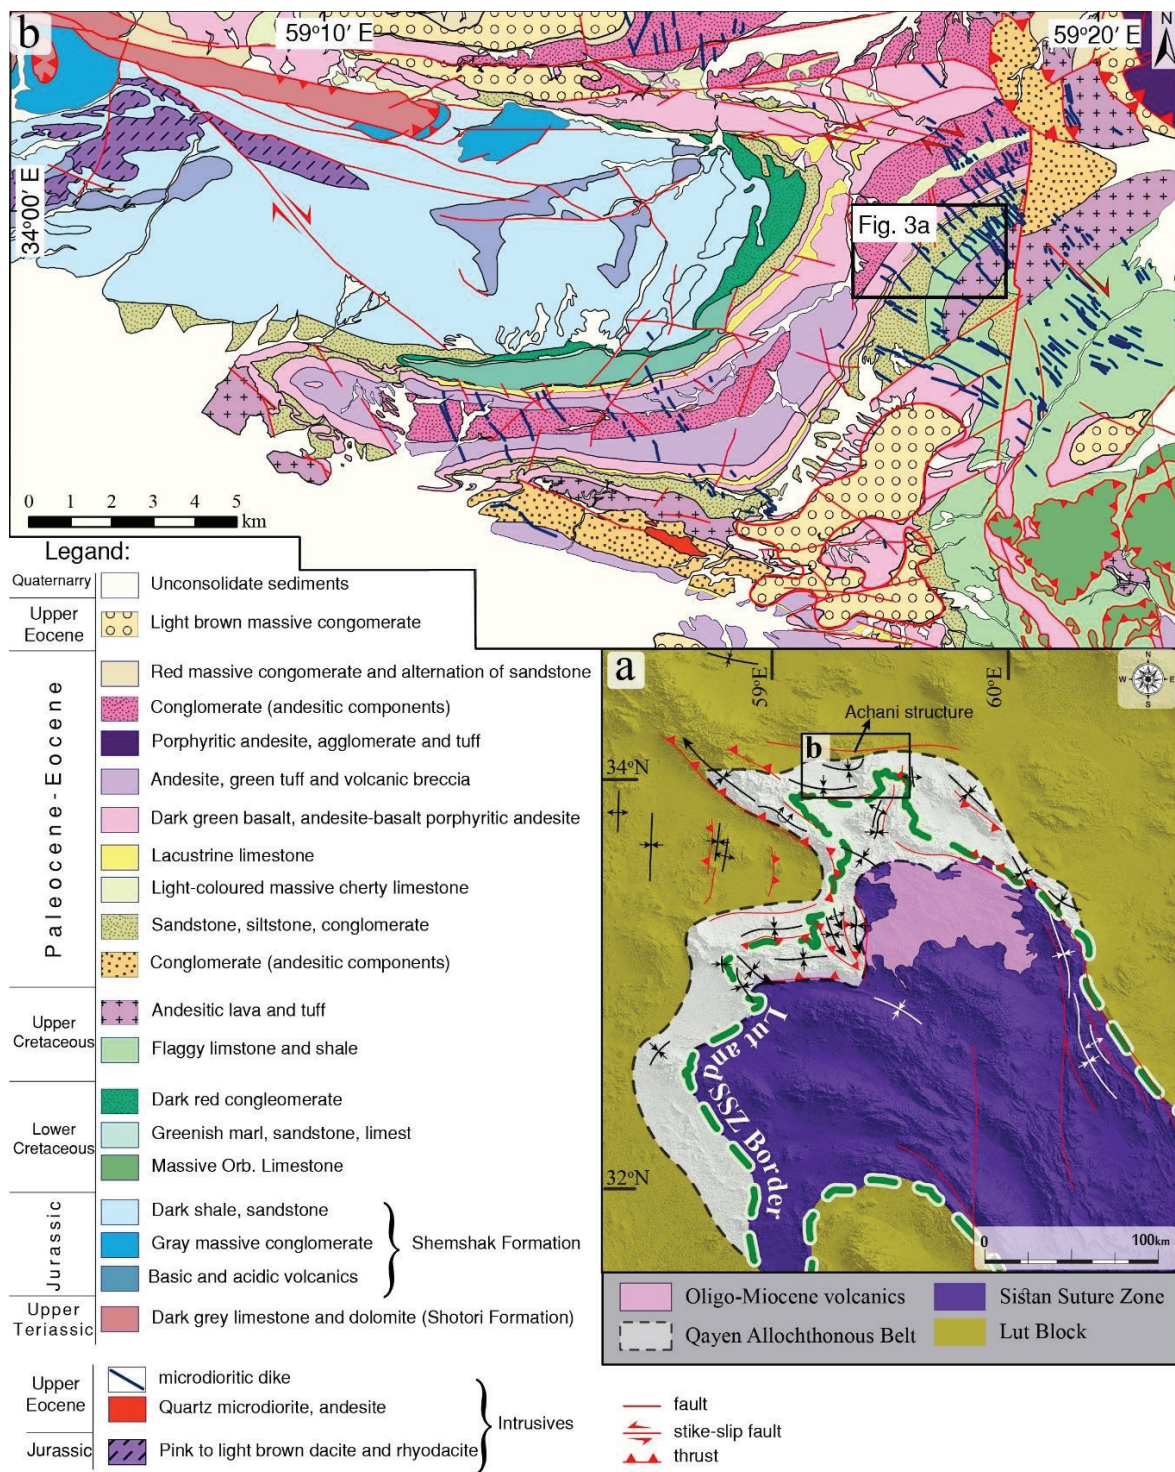 b
59°10′ E
59°20′ E
N
34°00′ E
Fig. 3a
0 1 2 3 4 5
km
Legand:
Quaternarry
Unconsolidate sediments
Upper
Eocene
Light brown massive congomerate
Paleocene-Eocene
Red massive congomerate and alternation of sandstone
Conglomerate (andesitic components)
Porphyritic andesite, agglomerate and tuff
Andesite, green tuff and volcanic breccia
Dark green basalt, andesite-basalt porphyritic andesite
Lacustrine limestone
Light-coloured massive cherty limestone
Sandstone, siltstone, conglomerate
Conglomerate (andesitic components)
Upper
Cretaceous
Andesitic lava and tuff
Flaggy limstone and shale
Lower
Cretaceous
Dark red congleomerate
Greenish marl, sandstone, limest
Massive Orb. Limestone
Jurassic
Dark shale, sandstone
Gray massive conglomerate
Basic and acidic volcanics
Shemshak Formation
Upper
Teriassic
Dark grey limestone and dolomite (Shotori Formation)
Upper
Eocene
microdioritic dike
Quartz microdiorite, andesite
Jurassic
Pink to light brown dacite and rhyodacite
Intrusives
fault
stike-slip fault
thrust
a
59°E
60°E
N
W E
S
Achani structure
b
34°N
32°N
Lut and SSZ Border
0 100km
Oligo-Miocene volcanics
Sistan Suture Zone
Qayen Allochthonous Belt
Lut Block